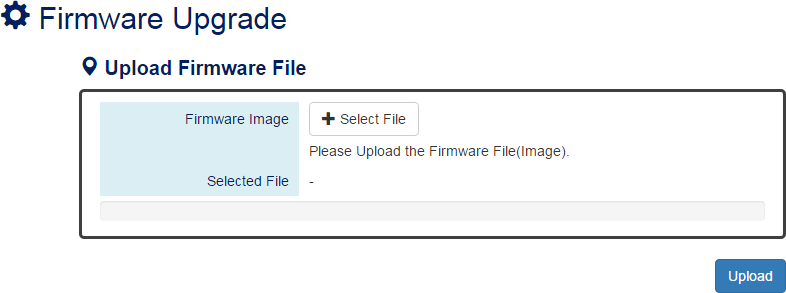 Firmware Upgrade
Upload Firmware File
Firmware Image
Select File
Please Upload the Firmware File(Image).
Selected File -
Upload